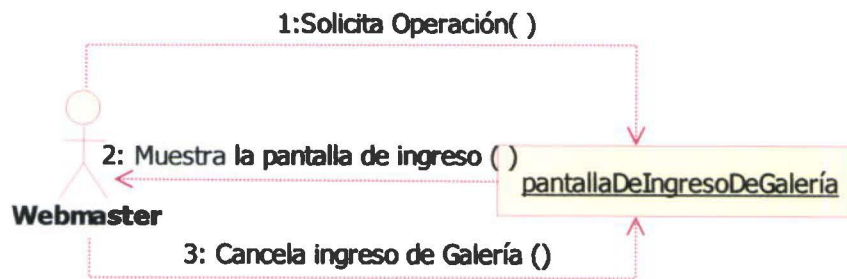 1:Solicita Operación( )
2: Muestra la pantalla de ingreso ( )
pantallaDeIngresoDeGalería
Webmaster
3: Cancela ingreso de Galería ()